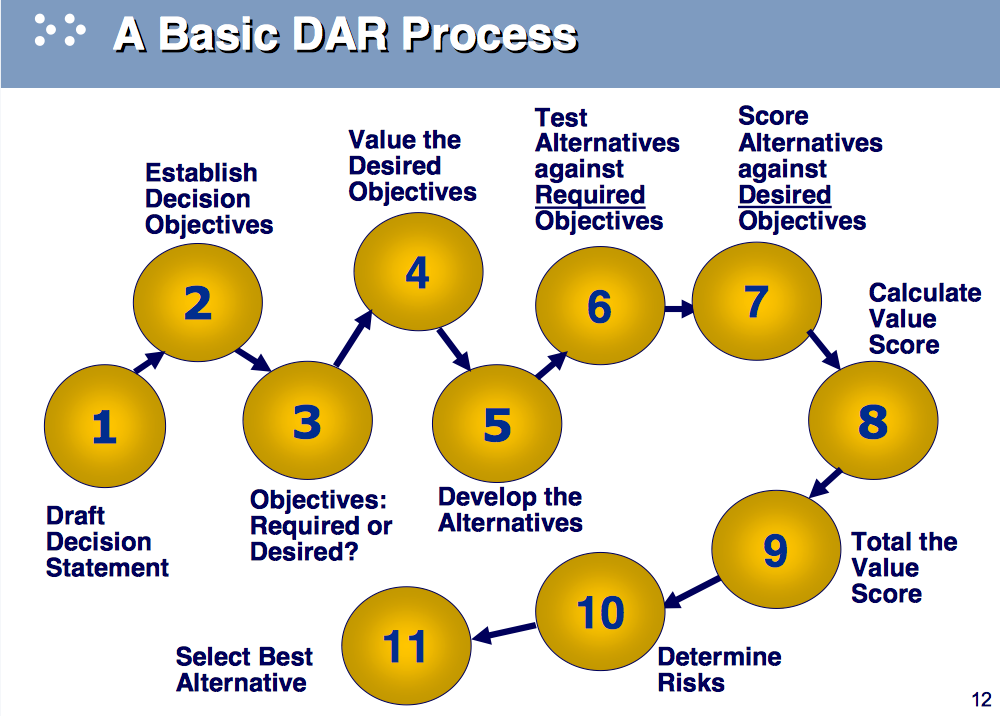 A Basic DAR Process
1
Draft
Decision
Statement
2
Establish
Decision
Objectives
3
Objectives:
Required or
Desired?
4
Value the
Desired
Objectives
5
Develop the
Alternatives
6
Test
Alternatives
against
Required
Objectives
7
Score
Alternatives
against
Desired
Objectives
8
Calculate
Value
Score
9
Total the
Value
Score
10
Determine
Risks
11
Select Best
Alternative
12